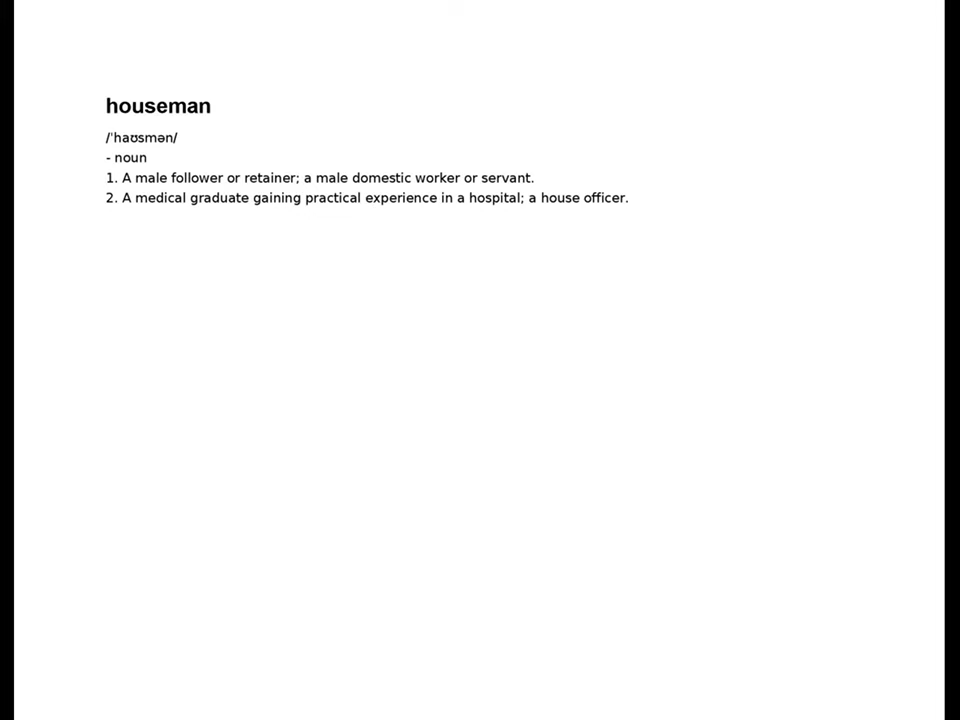 houseman
/ˈhaʊsmən/
- noun
1. A male follower or retainer; a male domestic worker or servant.
2. A medical graduate gaining practical experience in a hospital; a house officer.